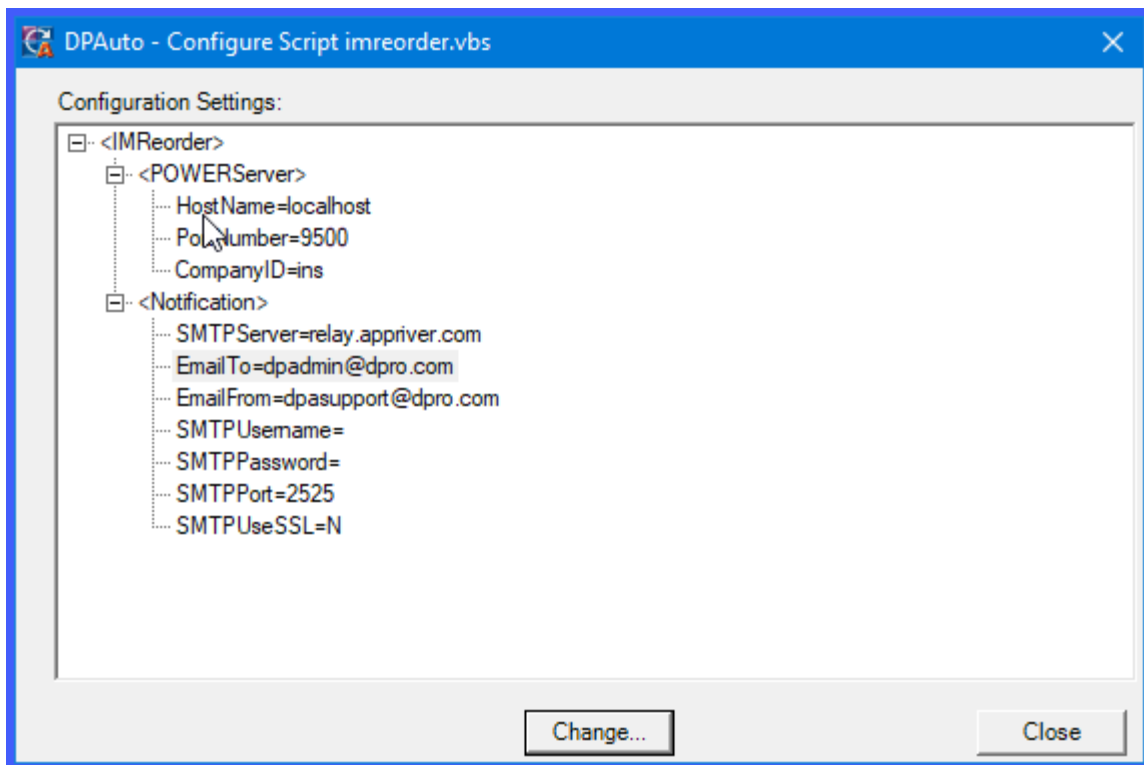 DPAuto - Configure Script imreorder.vbs
Configuration Settings:
<IMReorder>
<POWERServer>
HostName=localhost
Number=9500
CompanyID=ins
<Notification>
SMTPServer=relay.appriver.com
EmailTo=dpadmin@dpro.com
EmailFrom=dpasupport@dpro.com
SMTPUsername=
SMTPPassword=
SMTPPort=2525
SMTPUseSSL=N
Change...
Close